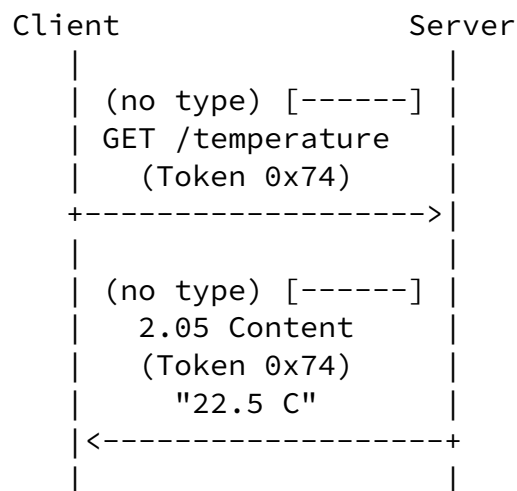 Client                Server
   |                    |
   | (no type) [------] |
   | GET /temperature   |
   |   (Token 0x74)     |
   +------------------->|
   |                    |
   | (no type) [------] |
   |   2.05 Content     |
   |   (Token 0x74)     |
   |     "22.5 C"       |
   |<-------------------+
   |                    |